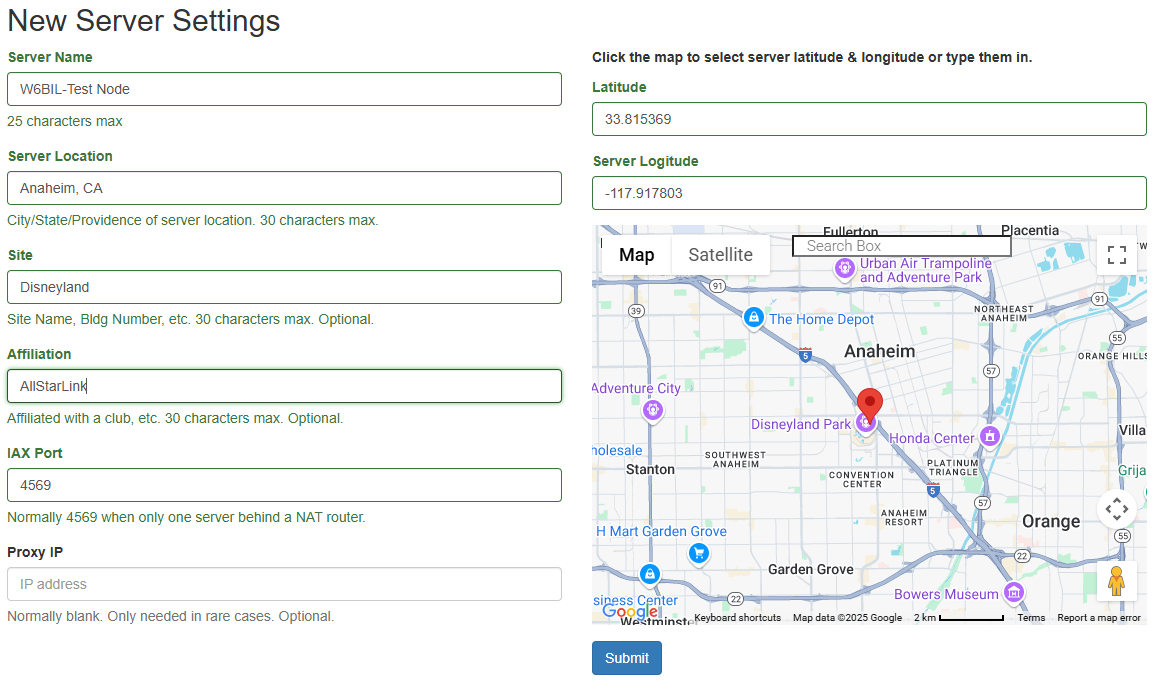 New Server Settings
Server Name
W6BIL-Test Node
25 characters max
Server Location
Anaheim, CA
City/State/Providence of server location. 30 characters max.
Site
Disneyland
Site Name, Bldg Number, etc. 30 characters max. Optional.
Affiliation
AllStarLink
Affiliated with a club, etc. 30 characters max. Optional.
IAX Port
4569
Normally 4569 when only one server behind a NAT router.
Proxy IP
IP address
Normally blank. Only needed in rare cases. Optional.
Click the map to select server latitude & longitude or type them in.
Latitude
33.815369
Server Logitude
-117.917803
Fullerton
Placentia
Map
Satellite
Search Box
Urban Air Trampoline
and Adventure Park
91
39
91
NORTHEAST
ANAHEIM
The Home Depot
55
5
Anaheim
ORANGE HILLS
57
Adventure City
Disneyland Park
Honda Center
Villa
holesale
SOUTHWEST
ANAHEIM
Stanton
PLATINUM
TRIANGLE
Grija
CONVENTION
CENTER
5
57
ANAHEIM
RESORT
Orange
H Mart Garden Grove
55
22
Garden Grove
Bowers Museum
siness Center
22
Google
Westminste
Keyboard shortcuts
Map data ©2025 Google
2 km
Terms
Report a map error
Submit